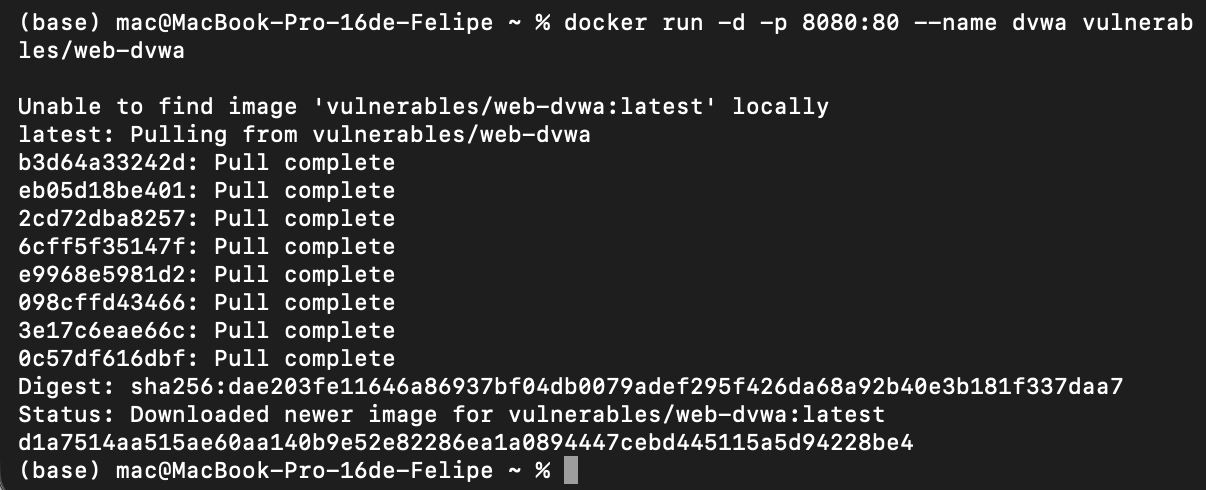 (base) mac@MacBook-Pro-16de-Felipe ~ % docker run -d -p 8080:80 --name dvwa vulnerab
les/web-dvwa
Unable to find image 'vulnerables/web-dvwa:latest' locally
latest: Pulling from vulnerables/web-dvwa
b3d64a33242d: Pull complete
eb05d18be401: Pull complete
2cd72dba8257: Pull complete
6cff5f35147f: Pull complete
e9968e5981d2: Pull complete
098cffd43466: Pull complete
3e17c6eae66c: Pull complete
0c57df616dbf: Pull complete
Digest: sha256:dae203fe11646a86937bf04db0079adef295f426da68a92b40e3b181f337daa7
Status: Downloaded newer image for vulnerables/web-dvwa:latest
d1a7514aa515ae60aa140b9e52e82286ea1a0894447cebd445115a5d94228be4
(base) mac@MacBook-Pro-16de-Felipe ~ %